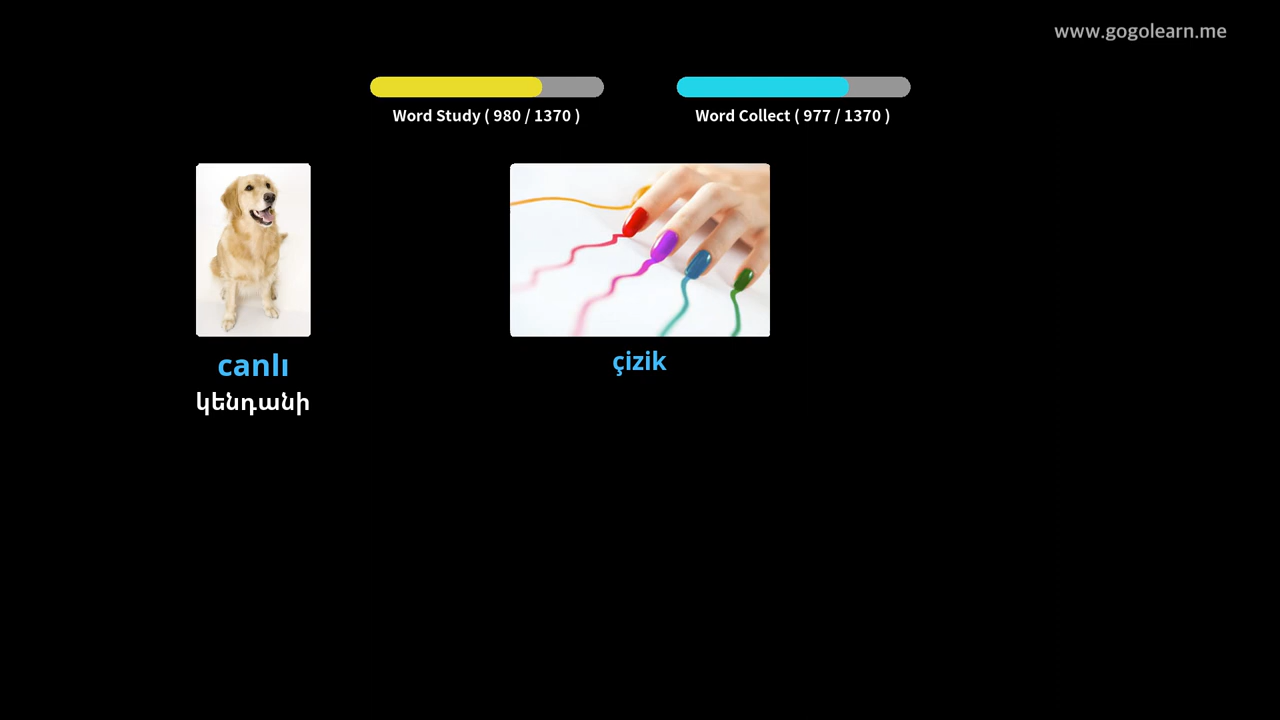 www.gogolearn.me
Word Study ( 980 / 1370 )
Word Collect ( 977 / 1370 )
canlı
կենդանի
çizik